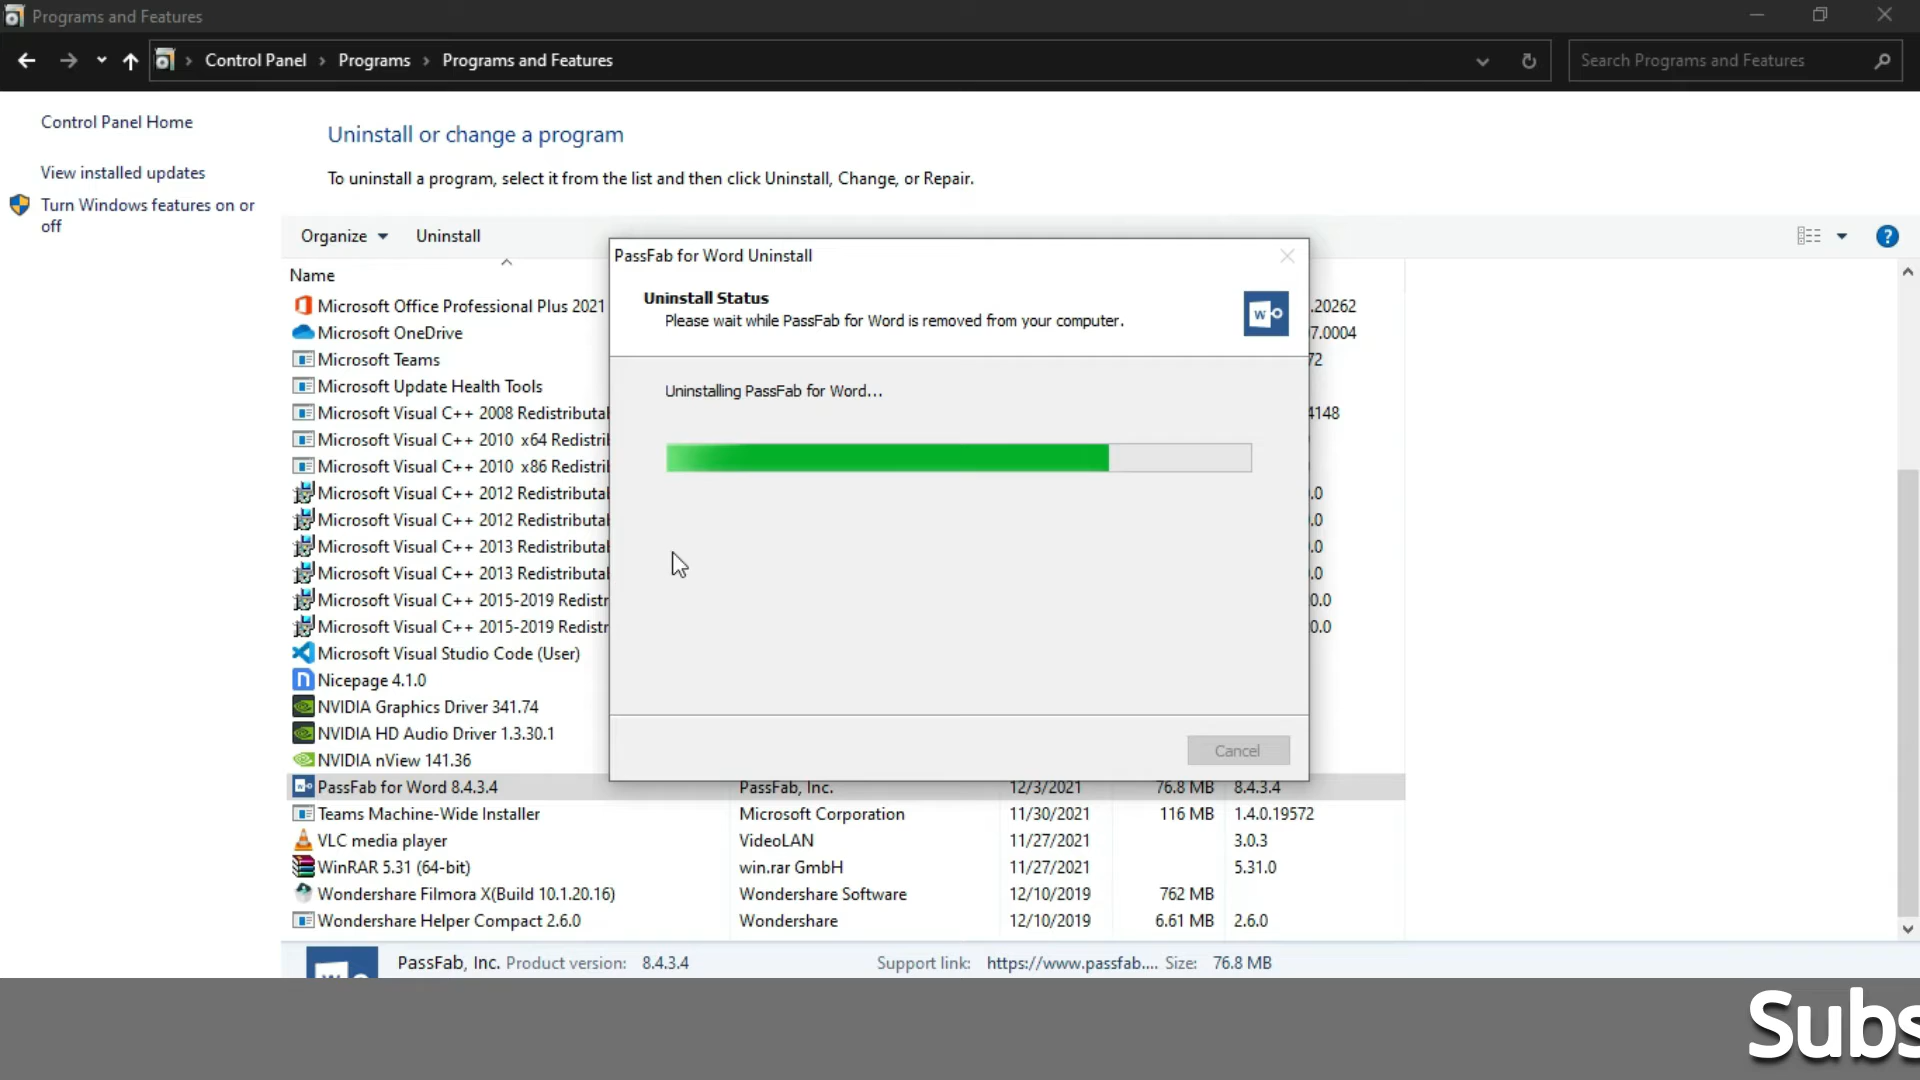 Programs and Features
Control Panel > Programs > Programs and Features
Search Programs and Features
Control Panel Home
View installed updates
Turn Windows features on or
off
Uninstall or change a program
To uninstall a program, select it from the list and then click Uninstall, Change, or Repair.
Organize
Uninstall
Name
Microsoft Office Professional Plus 2021
.20262
Microsoft OneDrive
7.0004
Microsoft Teams
72
Microsoft Update Health Tools
Microsoft Visual C++ 2008 Redistributal
4148
Microsoft Visual C++ 2010 x64 Redistril
Microsoft Visual C++ 2010 x86 Redistril
Microsoft Visual C++ 2012 Redistributal
.0
Microsoft Visual C++ 2012 Redistributal
.0
Microsoft Visual C++ 2013 Redistributal
.0
Microsoft Visual C++ 2013 Redistributal
.0
Microsoft Visual C++ 2015-2019 Redistr
0.0
Microsoft Visual C++ 2015-2019 Redistr
0.0
Microsoft Visual Studio Code (User)
Nicepage 4.1.0
NVIDIA Graphics Driver 341.74
NVIDIA HD Audio Driver 1.3.30.1
NVIDIA nView 141.36
PassFab for Word 8.4.3.4 PassFab, Inc. 12/3/2021 76.8 MB 8.4.3.4
Teams Machine-Wide Installer Microsoft Corporation 11/30/2021 116 MB 1.4.0.19572
VLC media player VideoLAN 11/27/2021 3.0.3
WinRAR 5.31 (64-bit) win.rar GmbH 11/27/2021 5.31.0
Wondershare Filmora X(Build 10.1.20.16) Wondershare Software 12/10/2019 762 MB
Wondershare Helper Compact 2.6.0 Wondershare 12/10/2019 6.61 MB 2.6.0
PassFab for Word Uninstall
Uninstall Status
Please wait while PassFab for Word is removed from your computer.
Uninstalling PassFab for Word...
Cancel
PassFab, Inc. Product version: 8.4.3.4 Support link: https://www.passfab.... Size: 76.8 MB
Subs